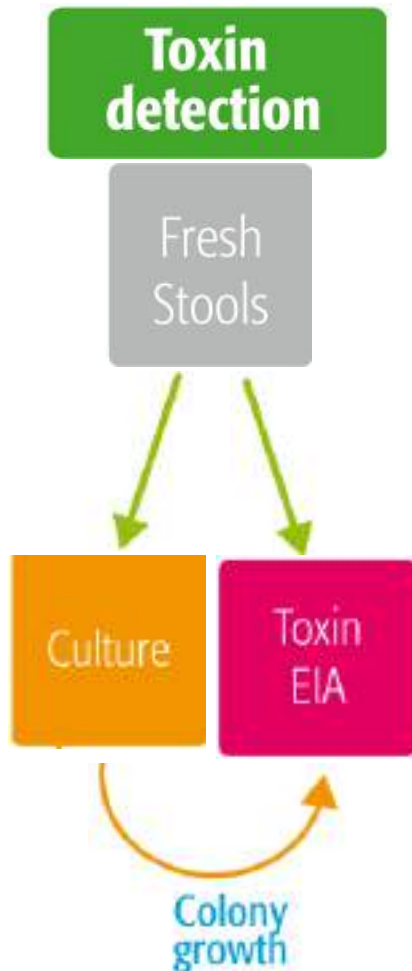 Toxin
detection
Fresh
Stools
Culture
Toxin
EIA
Colony
growth